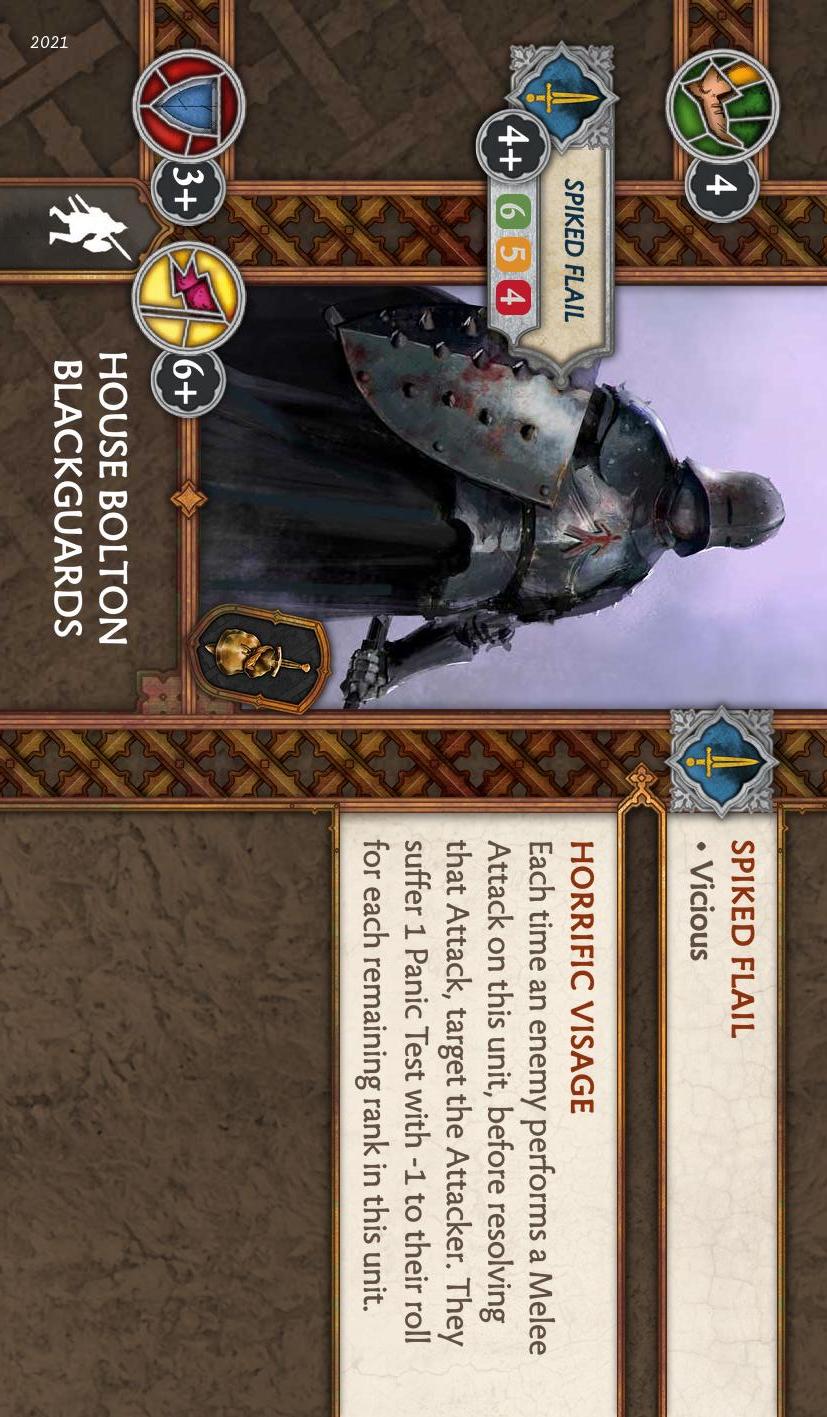 4
SPIKED FLAIL
4+
6 5 4
3+
6+
HOUSE BOLTON
BLACKGUARDS
2021
SPIKED FLAIL
• Vicious
HORRIFIC VISAGE
Each time an enemy performs a Melee
Attack on this unit, before resolving
that Attack, target the Attacker. They
suffer 1 Panic Test with -1 to their roll
for each remaining rank in this unit.